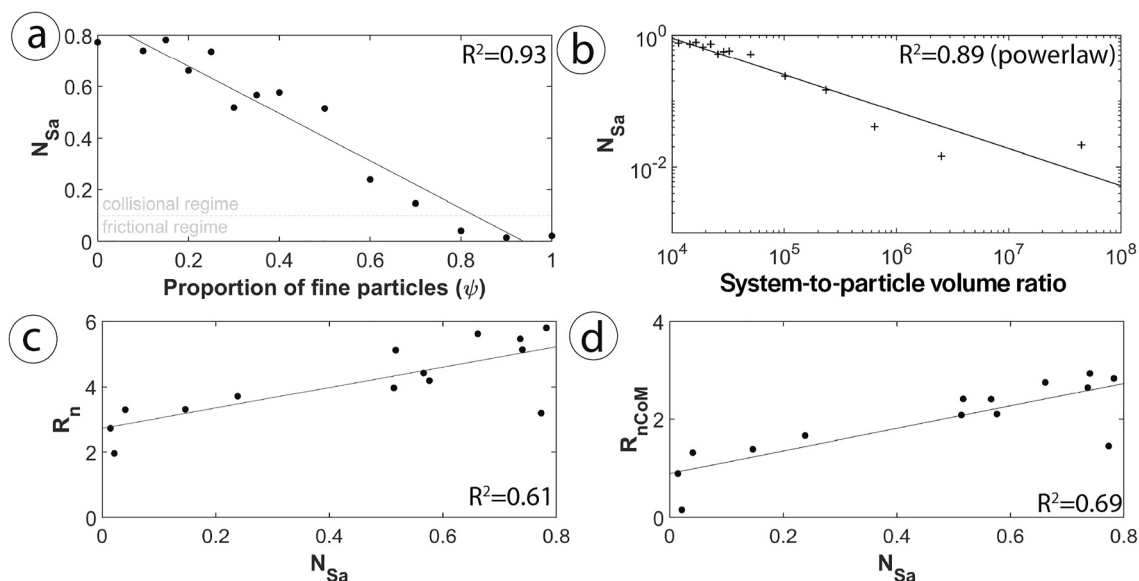 a
R²=0.93
N_Sa
0.8
0.6
0.4
0.2
0
collisional regime
frictional regime
0 0.2 0.4 0.6 0.8 1
Proportion of fine particles (ψ)
b
R²=0.89 (powerlaw)
N_Sa
10⁰
10⁻²
10⁴ 10⁵ 10⁶ 10⁷ 10⁸
System-to-particle volume ratio
c
R_n
6
4
2
0
R²=0.61
0 0.2 0.4 0.6 0.8
N_Sa
d
R_nCoM
4
2
0
R²=0.69
0 0.2 0.4 0.6 0.8
N_Sa